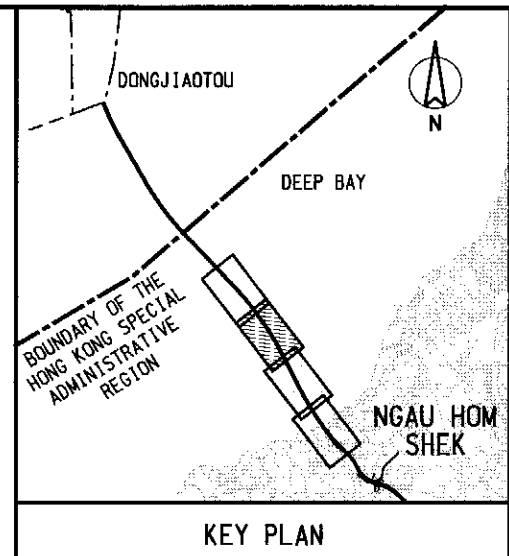 DONGJIAOTOU
N
DEEP BAY
BOUNDARY OF THE
HONG KONG SPECIAL
ADMINISTRATIVE
REGION
NGAU HOM
SHEK
KEY PLAN